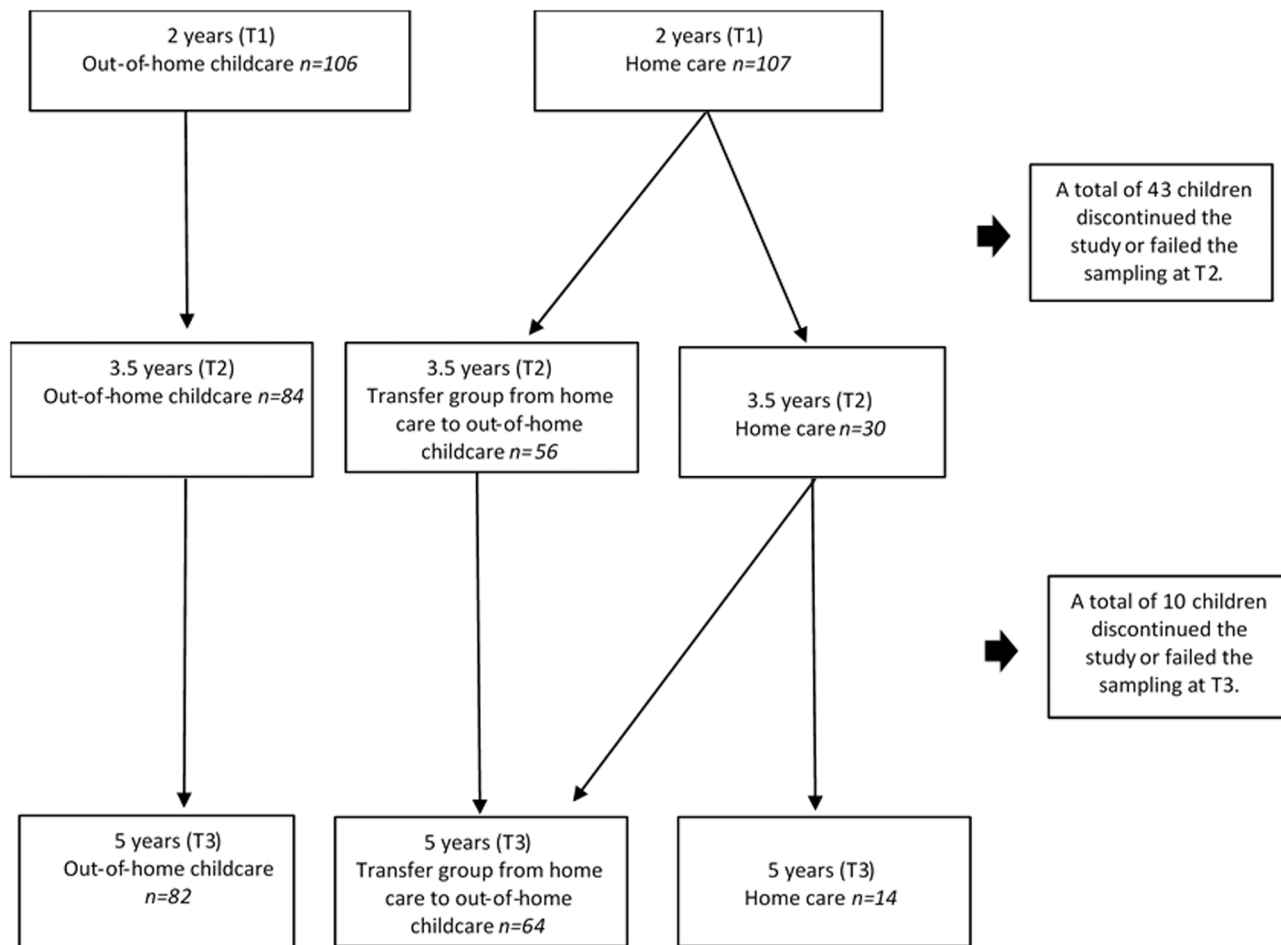 2 years (T1)
Out-of-home childcare n=106
2 years (T1)
Home care n=107
A total of 43 children
discontinued the
study or failed the
sampling at T2.
3.5 years (T2)
Out-of-home childcare n=84
3.5 years (T2)
Transfer group from home
care to out-of-home
childcare n=56
3.5 years (T2)
Home care n=30
A total of 10 children
discontinued the
study or failed the
sampling at T3.
5 years (T3)
Out-of-home childcare
n=82
5 years (T3)
Transfer group from home
care to out-of-home
childcare n=64
5 years (T3)
Home care n=14